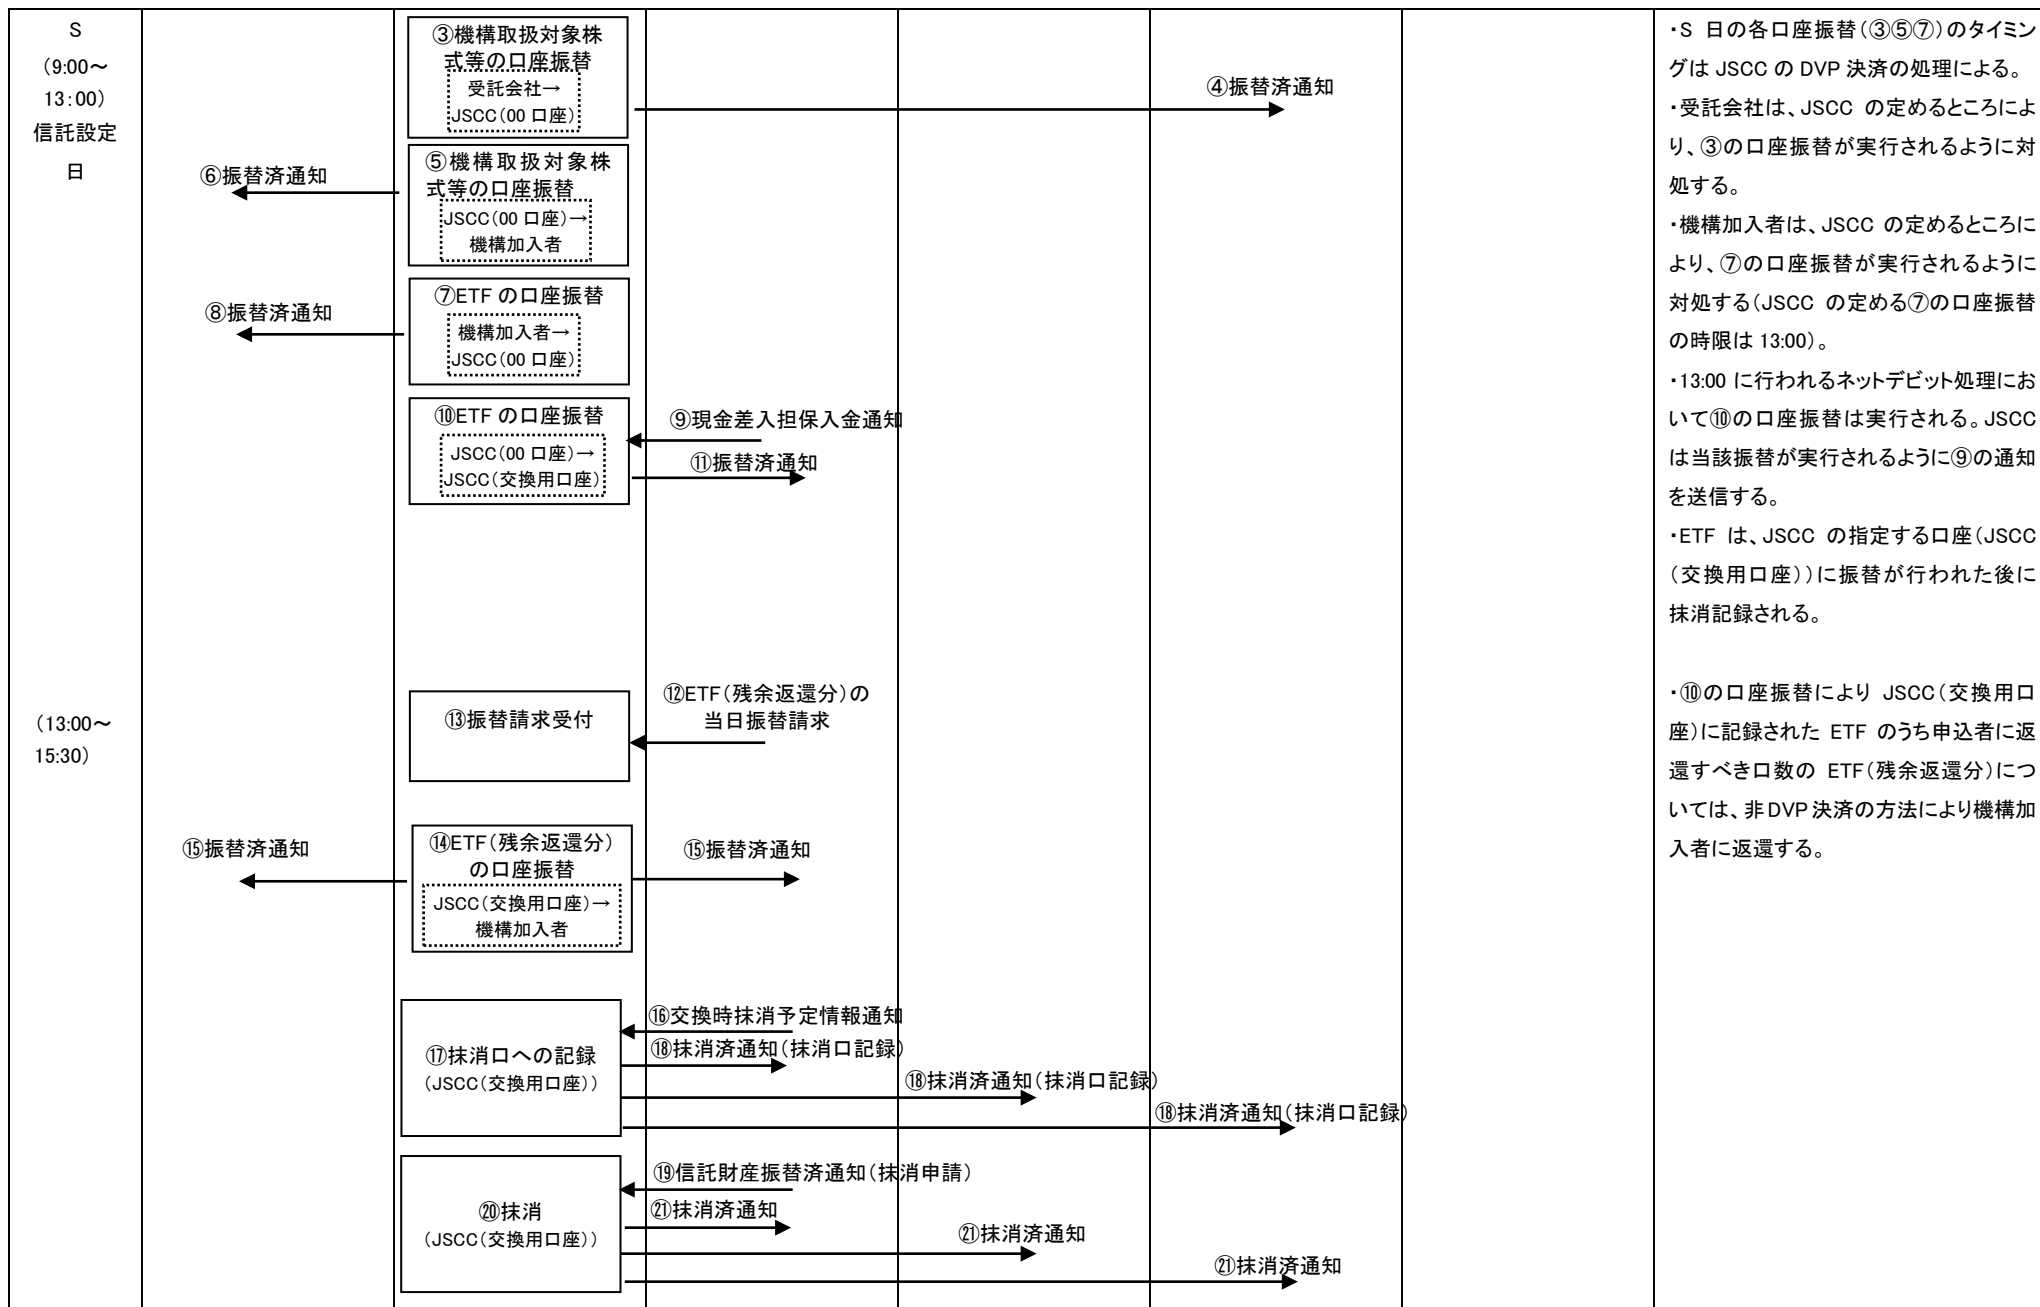 S
(9:00～
13:00)
信託設定
日
③機構取扱対象株
式等の口座振替
受託会社→
JSCC(00 口座)
④振替済通知
⑤機構取扱対象株
式等の口座振替
JSCC(00 口座)→
機構加入者
⑥振替済通知
⑦ETF の口座振替
機構加入者→
JSCC(00 口座)
⑧振替済通知
⑩ETF の口座振替
JSCC(00 口座)→
JSCC(交換用口座)
⑨現金差入担保入金通知
⑪振替済通知
(13:00～
15:30)
⑫ETF(残余返還分)の
当日振替請求
⑬振替請求受付
⑭ETF(残余返還分)
の口座振替
JSCC(交換用口座)→
機構加入者
⑮振替済通知
⑮振替済通知
⑯交換時抹消予定情報通知
⑰抹消口への記録
(JSCC(交換用口座))
⑱抹消済通知(抹消口記録)
⑱抹消済通知(抹消口記録)
⑱抹消済通知(抹消口記録)
⑲信託財産振替済通知(抹消申請)
⑳抹消
(JSCC(交換用口座))
㉑抹消済通知
㉑抹消済通知
㉑抹消済通知
・S 日の各口座振替(③⑤⑦)のタイミン
グは JSCC の DVP 決済の処理による。
・受託会社は、JSCC の定めるところによ
り、③の口座振替が実行されるように対
処する。
・機構加入者は、JSCC の定めるところに
より、⑦の口座振替が実行されるように
対処する(JSCC の定める⑦の口座振替
の時限は 13:00)。
・13:00 に行われるネットデビット処理にお
いて⑩の口座振替は実行される。JSCC
は当該振替が実行されるように⑨の通知
を送信する。
・ETF は、JSCC の指定する口座(JSCC
(交換用口座))に振替が行われた後に
抹消記録される。
・⑩の口座振替により JSCC(交換用口
座)に記録された ETF のうち申込者に返
還すべき口数の ETF(残余返還分)につ
いては、非 DVP 決済の方法により機構加
入者に返還する。